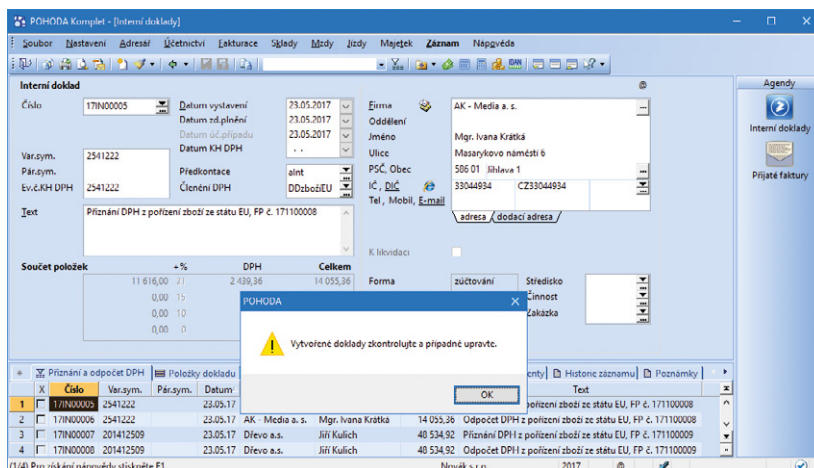 POHODA Komplet - [Interní doklady]
Soubor Nastavení Adresář Účetnictví Fakturace Sklady Mzdy Jízdy Majetek Záznam Nápověda
Interní doklad @ Agendy
Číslo 17IN00005 Datum vystavení 23.05.2017 Firma AK - Media a. s.
Datum zd.plnění 23.05.2017 Oddělení
Datum úč.případu 23.05.2017 Jméno Mgr. Ivana Krátká
Interní doklady
Datum KH DPH . . Ulice Masarykovo náměstí 6
Var.sym. 2541222
Pár.sym. Předkontace aInt PSČ, Obec 586 01 Jihlava 1
Přijaté faktury
Ev.č.KH DPH 2541222 Členění DPH DDzbožíEU IČ, DIČ 33044934 CZ33044934
Tel, Mobil, E-mail
Text Přiznání DPH z pořízení zboží ze státu EU, FP č. 171100008
adresa dodací adresa
K likvidaci
Součet položek +% DPH Celkem
11 616,00 21 2 439,36 14 055,36 Forma zúčtování Středisko
0,00 15 Činnost
0,00 10 Zakázka
0,00 0
POHODA
Vytvořené doklady zkontrolujte a případně upravte.
OK
Přiznání a odpočet DPH Položky dokladu enty Historie záznamu Poznámky
X Číslo Var.sym. Pár.sym. Datum Text
1 17IN00005 2541222 23.05.17 pořízení zboží ze státu EU, FP č. 171100008
2 17IN00006 2541222 23.05.17 AK - Media a. s. Mgr. Ivana Krátká 14 055,36 Odpočet DPH z pořízení zboží ze státu EU, FP č. 171100008
3 17IN00007 201412509 23.05.17 Dřevo a.s. Jiří Kulich 48 534,92 Přiznání DPH z pořízení zboží ze státu EU, FP č. 171100009
4 17IN00008 201412509 23.05.17 Dřevo a.s. Jiří Kulich 48 534,92 Odpočet DPH z pořízení zboží ze státu EU, FP č. 171100009
(1/4) Pro získání nápovědy stiskněte F1. Novák s.r.o. 2017 @